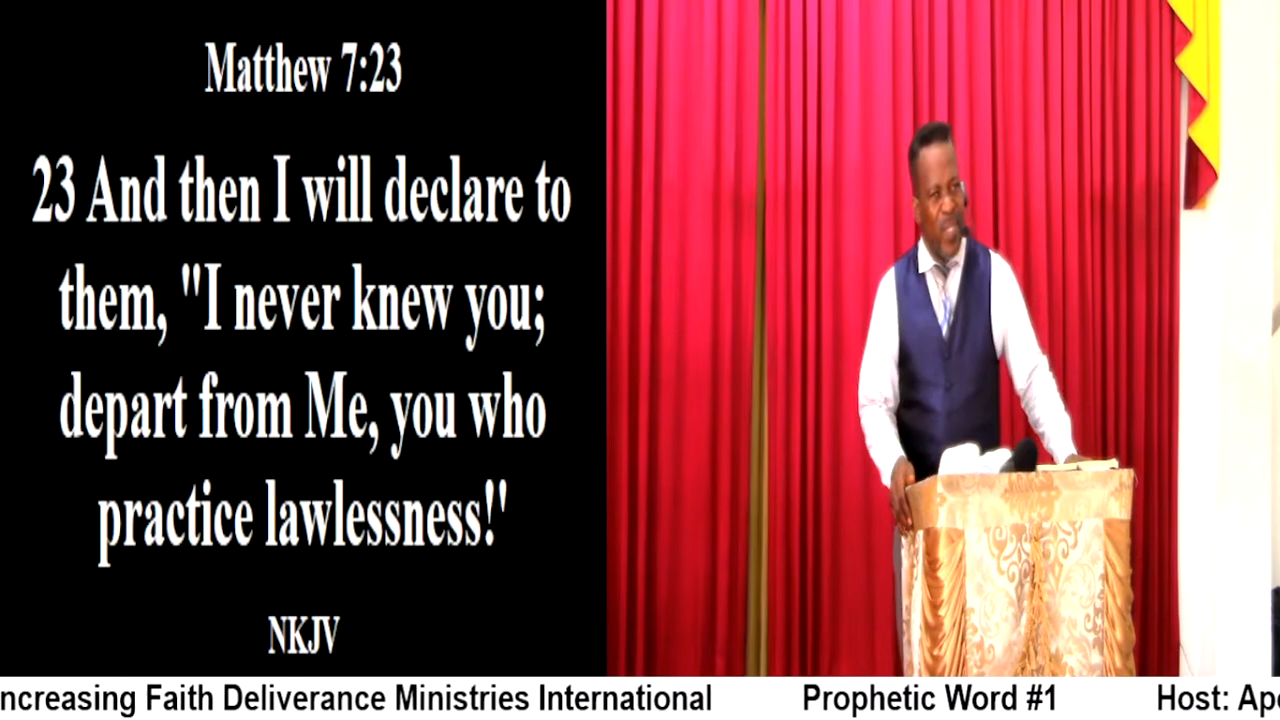 Matthew 7:23
23 And then I will declare to
them, "I never knew you;
depart from Me, you who
practice lawlessness!'
NKJV
ncreasing Faith Deliverance Ministries International Prophetic Word #1 Host: Apo